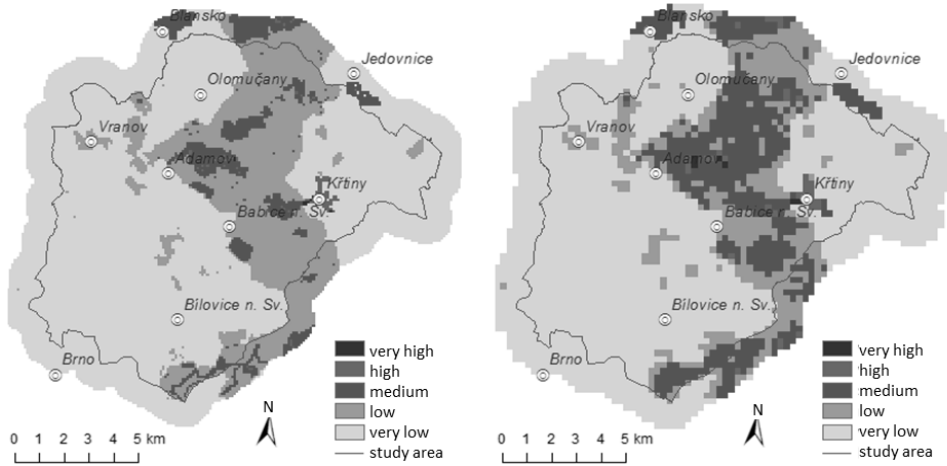 Blansko
Jedovnice
Olomučany
Vranov
Adamov
Křtiny
Babice n. Sv.
Bílovice n. Sv.
Brno
very high
high
medium
low
very low
study area
N
0 1 2 3 4 5 km
Blansko
Jedovnice
Olomučany
Vranov
Adamov
Křtiny
Babice n. Sv.
Bílovice n. Sv.
Brno
very high
high
medium
low
very low
study area
N
0 1 2 3 4 5 km